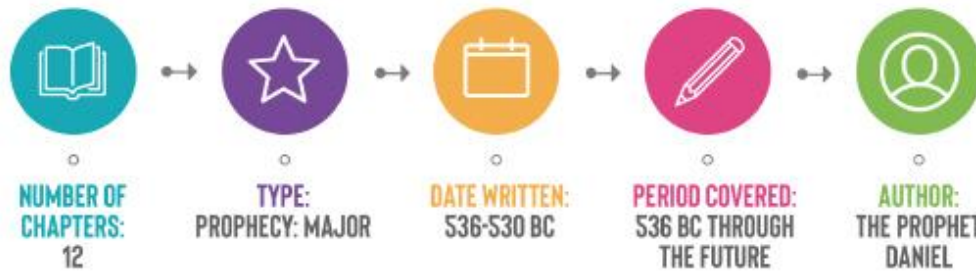 NUMBER OF
CHAPTERS:
12
TYPE:
PROPHECY: MAJOR
DATE WRITTEN:
536-530 BC
PERIOD COVERED:
536 BC THROUGH
THE FUTURE
AUTHOR:
THE PROPHET
DANIEL